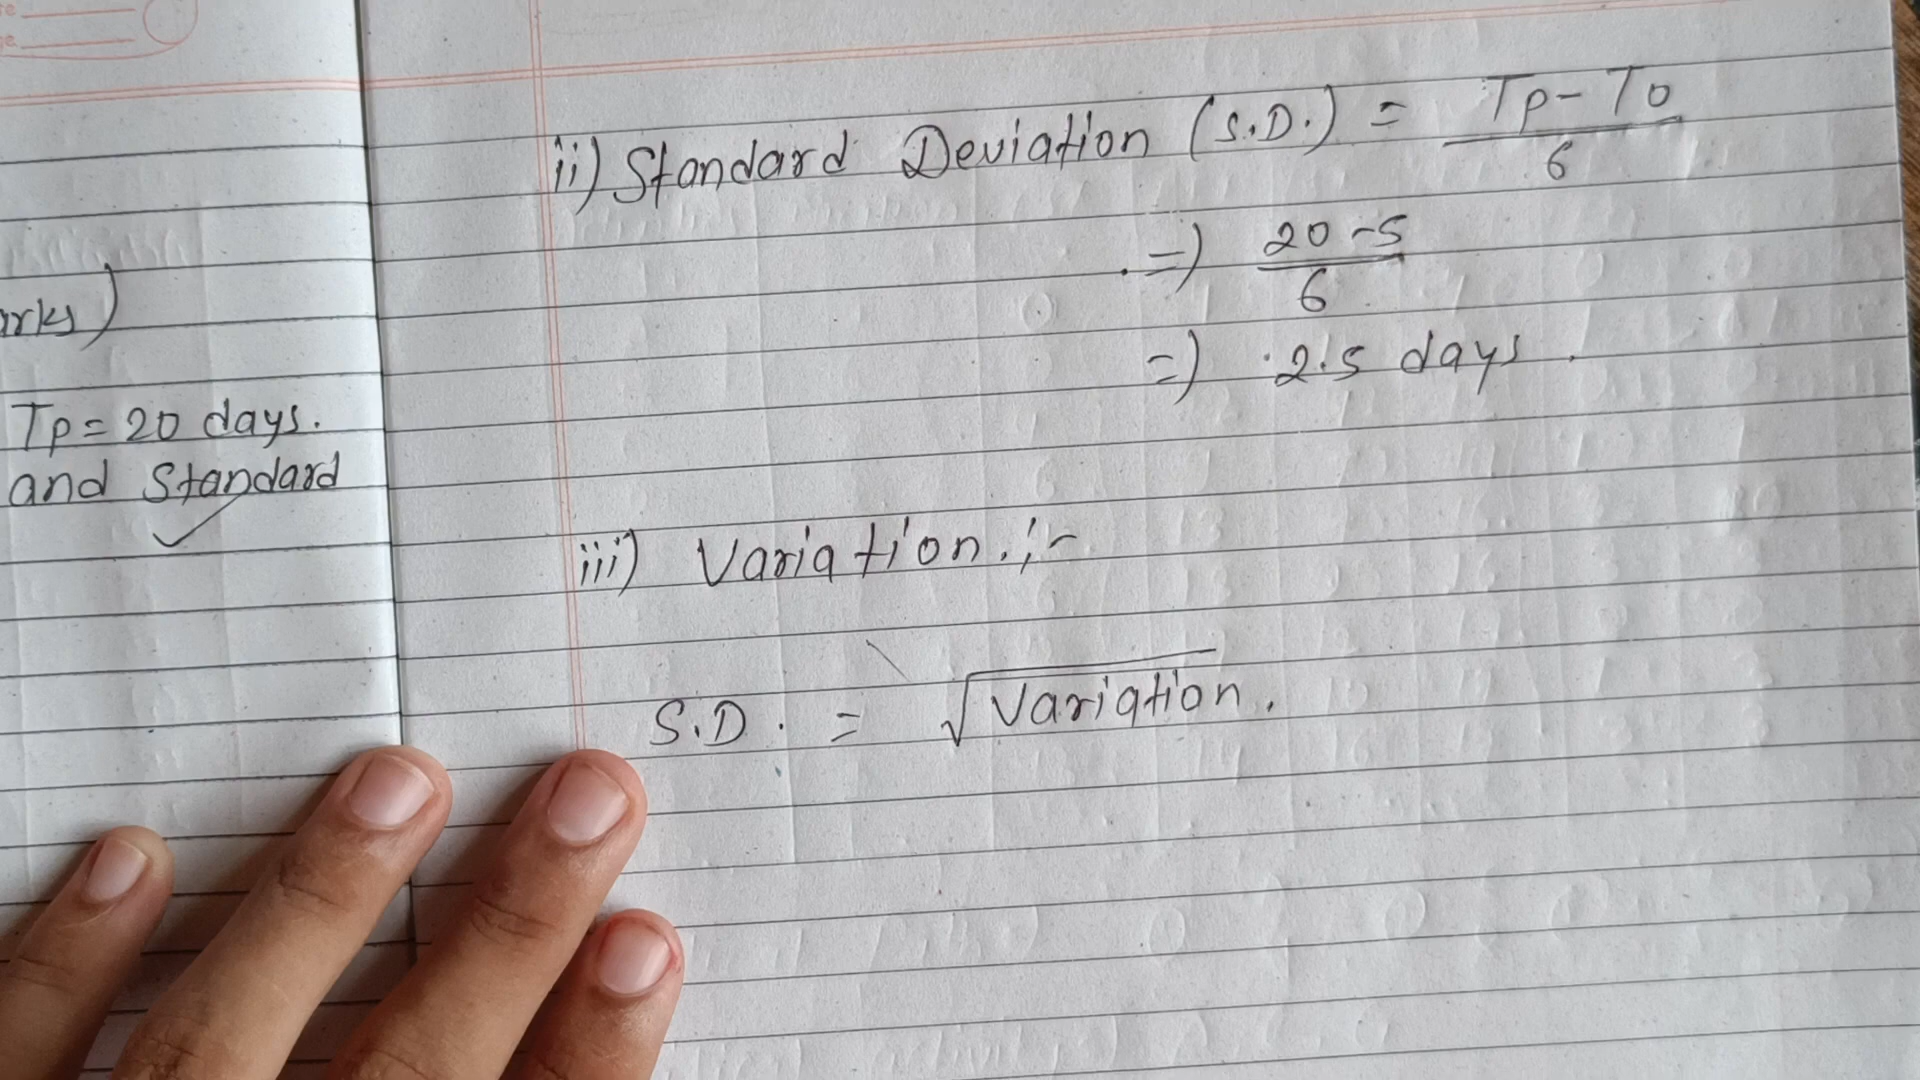 arks)
Tp = 20 days.
and Standard
ii) Standard Deviation (S.D.) = Tp - To
6
=) 20 - 5
6
=) 2.5 days.
iii) Variation. :-
S.D. = √Variation.